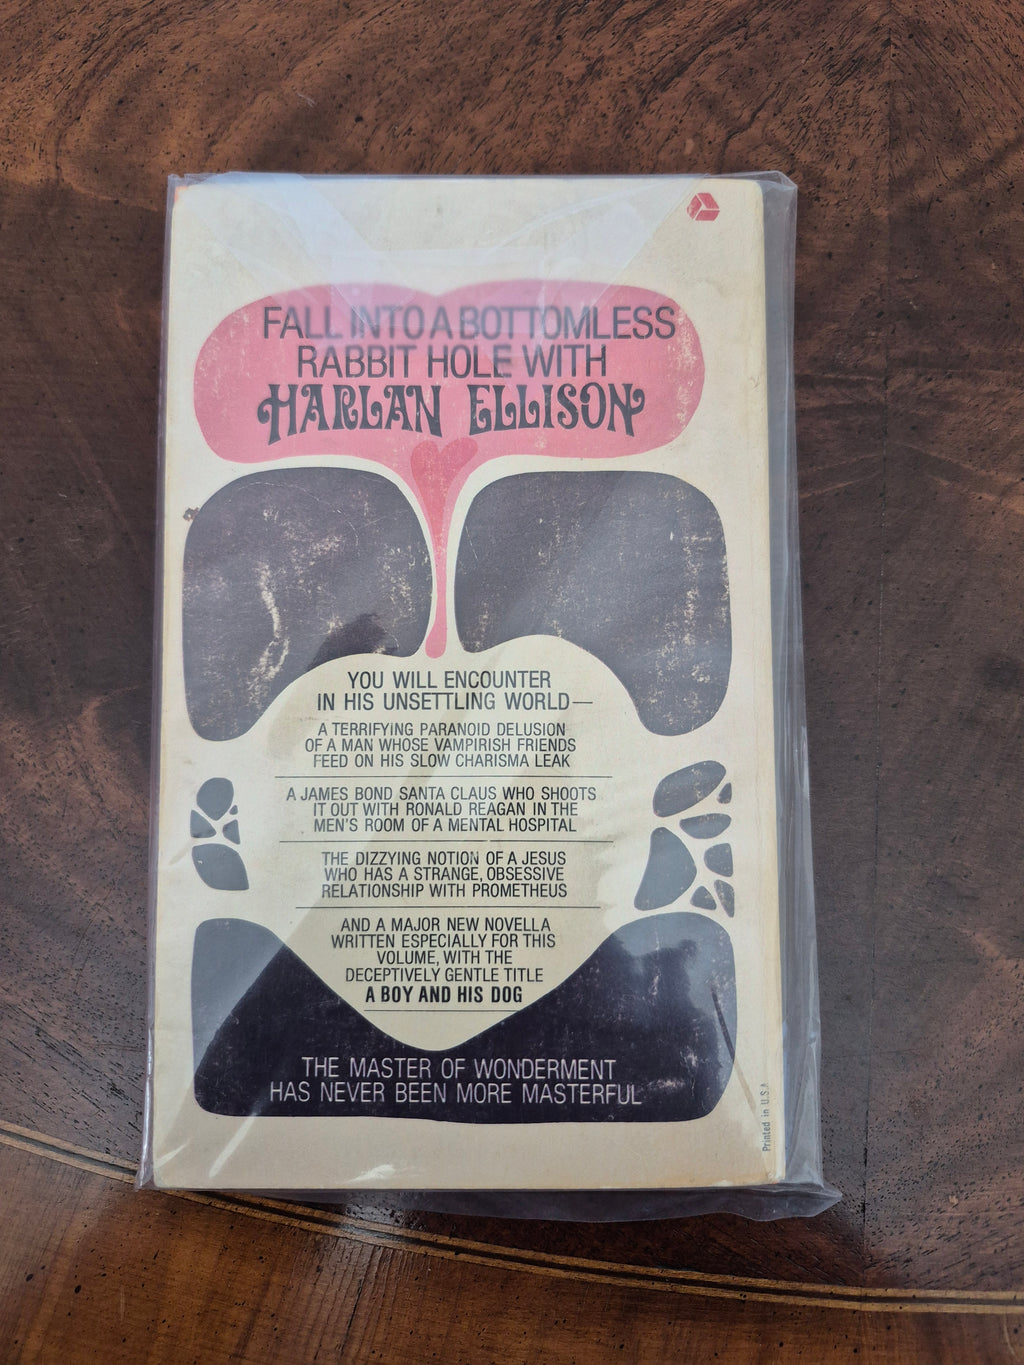 FALL INTO A BOTTOMLESS
RABBIT HOLE WITH
HARLAN ELLISON
YOU WILL ENCOUNTER
IN HIS UNSETTLING WORLD—
A TERRIFYING PARANOID DELUSION
OF A MAN WHOSE VAMPIRISH FRIENDS
FEED ON HIS SLOW CHARISMA LEAK
A JAMES BOND SANTA CLAUS WHO SHOOTS
IT OUT WITH RONALD REAGAN IN THE
MEN'S ROOM OF A MENTAL HOSPITAL
THE DIZZYING NOTION OF A JESUS
WHO HAS A STRANGE, OBSESSIVE
RELATIONSHIP WITH PROMETHEUS
AND A MAJOR NEW NOVELLA
WRITTEN ESPECIALLY FOR THIS
VOLUME, WITH THE
DECEPTIVELY GENTLE TITLE
A BOY AND HIS DOG
THE MASTER OF WONDERMENT
HAS NEVER BEEN MORE MASTERFUL
Printed in U.S.A